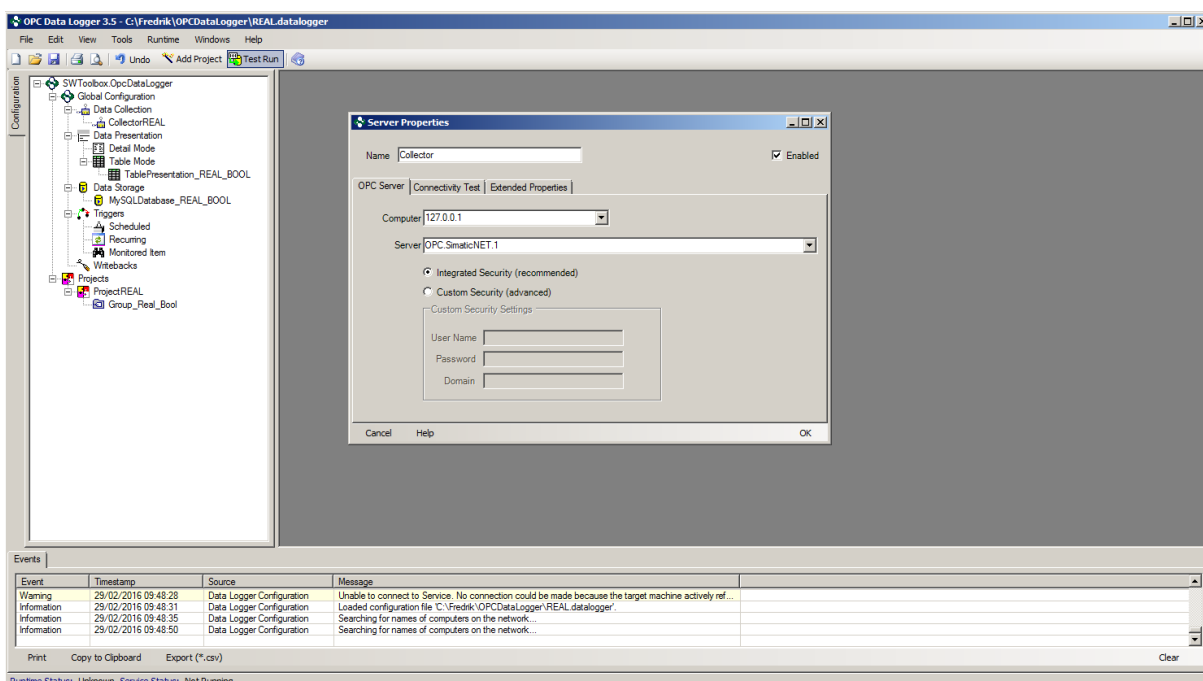 OPC Data Logger 3.5 - C:\Fredrik\OPCDataLogger\REAL.datalogger
File Edit View Tools Runtime Windows Help
Undo Add Project Test Run
Configuration
SWToolbox.OpcDataLogger
Global Configuration
Data Collection
CollectorREAL
Data Presentation
Detail Mode
Table Mode
TablePresentation_REAL_BOOL
Data Storage
MySQLDatabase_REAL_BOOL
Triggers
Scheduled
Recurring
Monitored Item
Writebacks
Projects
ProjectREAL
Group_Real_Bool
Server Properties
Name Collector Enabled
OPC Server Connectivity Test Extended Properties
Computer 127.0.0.1
Server OPC.SimaticNET.1
Integrated Security (recommended)
Custom Security (advanced)
Custom Security Settings
User Name
Password
Domain
Cancel Help OK
Events
Event Timestamp Source Message
Warning 29/02/2016 09:48:28 Data Logger Configuration Unable to connect to Service. No connection could be made because the target machine actively ref...
Information 29/02/2016 09:48:31 Data Logger Configuration Loaded configuration file 'C:\Fredrik\OPCDataLogger\REAL.datalogger'.
Information 29/02/2016 09:48:35 Data Logger Configuration Searching for names of computers on the network...
Information 29/02/2016 09:48:50 Data Logger Configuration Searching for names of computers on the network...
Print Copy to Clipboard Export (*.csv) Clear
Runtime Status: Unknown Service Status: Not Running